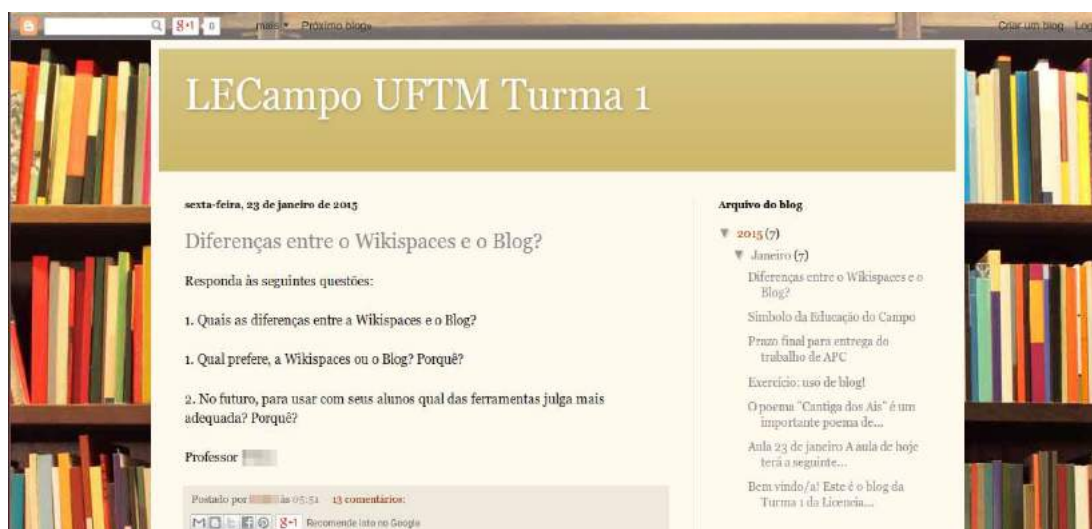 g+1 0 mais Próximo blog»
Criar um blog
LECampo UFTM Turma 1
sexta-feira, 23 de janeiro de 2015
Diferenças entre o Wikispaces e o Blog?
Responda às seguintes questões:
1. Quais as diferenças entre a Wikispaces e o Blog?
1. Qual prefere, a Wikispaces ou o Blog? Porquê?
2. No futuro, para usar com seus alunos qual das ferramentas julga mais
adequada? Porquê?
Professor
Postado por às 05:51 13 comentários:
g+1 Recomende isto no Google
Arquivo do blog
▼ 2015 (7)
▼ Janeiro (7)
Diferenças entre o Wikispaces e o
Blog?
Símbolo da Educação do Campo
Prazo final para entrega do
trabalho de APC
Exercício: uso de blog!
O poema "Cantiga dos Ais" é um
importante poema de...
Aula 23 de janeiro A aula de hoje
terá a seguinte...
Bem vindo/a! Este é o blog da
Turma 1 da Licencia...